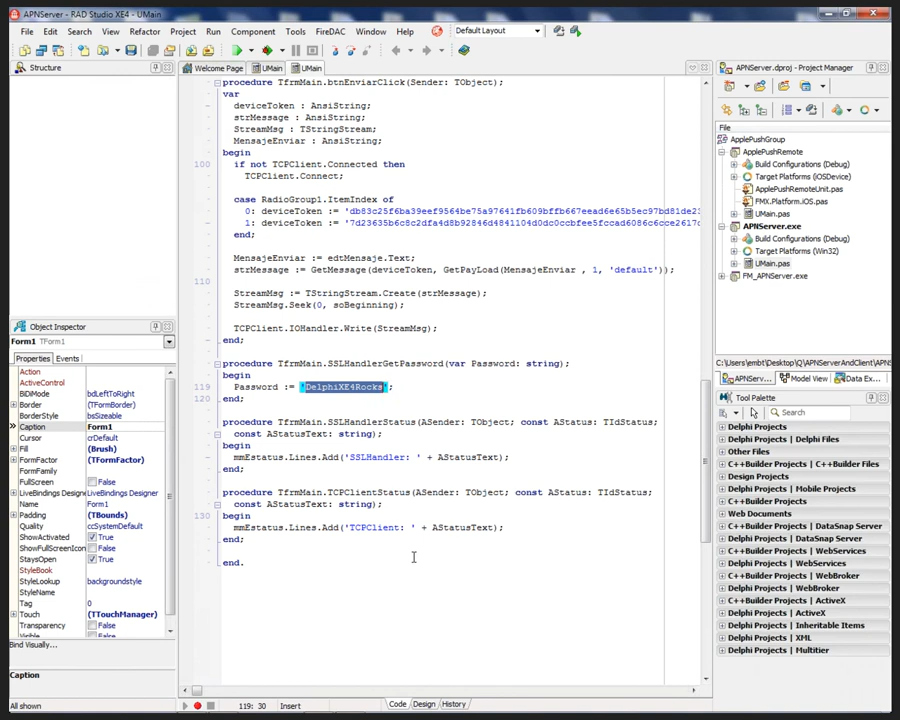 APNServer - RAD Studio XE4 - UMain
File Edit Search View Refactor Project Run Component Tools FireDAC Window Help Default Layout
Structure
Welcome Page UMain UMain
procedure TfrmMain.btnEnviarClick(Sender: TObject);
var
deviceToken : AnsiString;
strMessage : AnsiString;
StreamMsg : TStringStream;
MensajeEnviar : AnsiString;
begin
100 if not TCPClient.Connected then
TCPClient.Connect;
case RadioGroup1.ItemIndex of
0: deviceToken := 'db83c25f6ba39eef9564be75a97641fb609bffb667eead6e65b5ec97bd81de23
1: deviceToken := '7d23635b6c8c2dfa4d8b92846d4841104d0dc0ccbfee5fccad6086c6cce2617d
end;
MensajeEnviar := edtMensaje.Text;
strMessage := GetMessage(deviceToken, GetPayLoad(MensajeEnviar , 1, 'default'));
110
StreamMsg := TStringStream.Create(strMessage);
StreamMsg.Seek(0, soBeginning);
TCPClient.IOHandler.Write(StreamMsg);
end;
procedure TfrmMain.SSLHandlerGetPassword(var Password: string);
begin
119 Password := 'DelphiXE4Rocks';
120 end;
procedure TfrmMain.SSLHandlerStatus(ASender: TObject; const AStatus: TIdStatus;
const AStatusText: string);
begin
mmEstatus.Lines.Add('SSLHandler: ' + AStatusText);
end;
procedure TfrmMain.TCPClientStatus(ASender: TObject; const AStatus: TIdStatus;
const AStatusText: string);
130 begin
mmEstatus.Lines.Add('TCPClient: ' + AStatusText);
end;
end.
119: 30 Insert Code Design History
Object Inspector
Form1 TForm1
Properties Events
Action
ActiveControl
BiDiMode bdLeftToRight
Border (TFormBorder)
BorderStyle bsSizeable
Caption Form1
Cursor crDefault
Fill (Brush)
FormFactor (TFormFactor)
FormFamily
FullScreen False
LiveBindings Designer LiveBindings Designer
Name Form1
Padding (TBounds)
Quality ccSystemDefault
ShowActivated True
ShowFullScreenIcon False
StaysOpen True
StyleBook
StyleLookup backgroundstyle
StyleName
Tag 0
Touch (TTouchManager)
Transparency False
Visible False
Bind Visually...
Caption
All shown
APNServer.dproj - Project Manager
File
ApplePushGroup
ApplePushRemote
Build Configurations (Debug)
Target Platforms (iOSDevice)
ApplePushRemoteUnit.pas
FMX.Platform.iOS.pas
UMain.pas
APNServer.exe
Build Configurations (Debug)
Target Platforms (Win32)
UMain.pas
FM_APNServer.exe
C:\Users\embt\Desktop\Q\APNServerAndClient\APNS
APNServ... Model View Data Ex...
Tool Palette
Search
Delphi Projects
Delphi Projects | Delphi Files
Other Files
C++Builder Projects | C++Builder Files
Design Projects
Delphi Projects | Mobile Projects
C++Builder Projects
Web Documents
C++Builder Projects | DataSnap Server
Delphi Projects | DataSnap Server
C++Builder Projects | WebServices
Delphi Projects | WebServices
C++Builder Projects | WebBroker
Delphi Projects | WebBroker
C++Builder Projects | ActiveX
Delphi Projects | ActiveX
C++Builder Projects | Inheritable Items
Delphi Projects | XML
Delphi Projects | Multitier